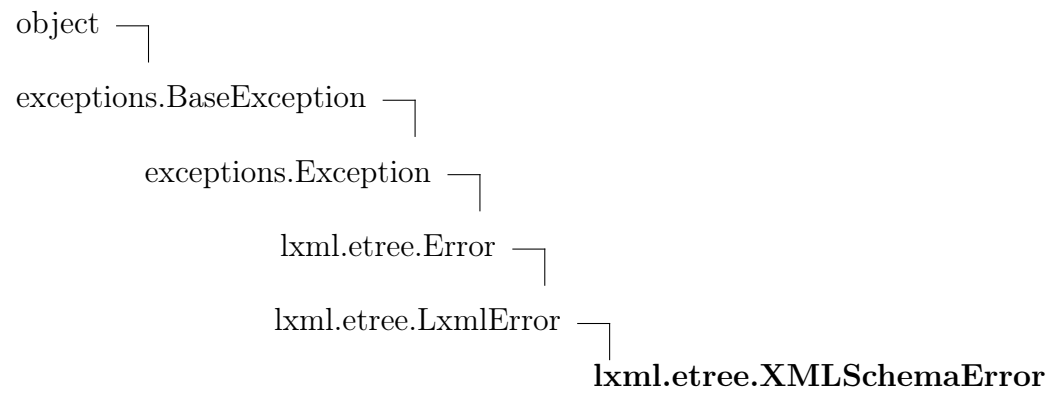 object
exceptions.BaseException
exceptions.Exception
lxml.etree.Error
lxml.etree.LxmlError
lxml.etree.XMLSchemaError